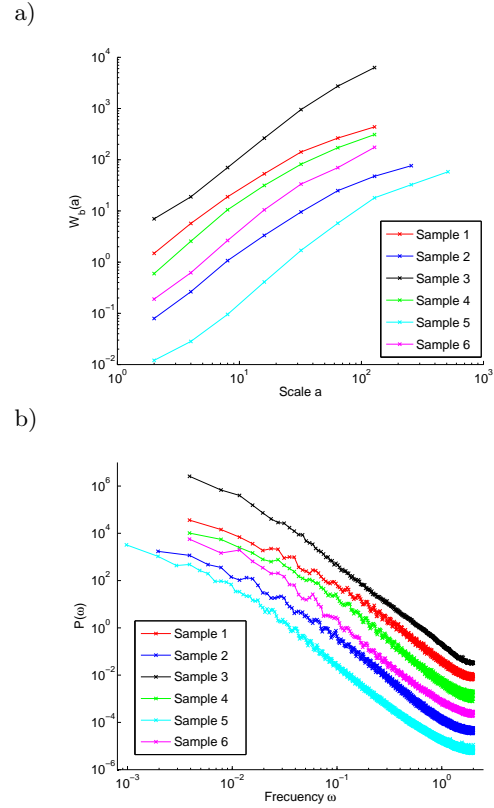 a)
10^4
10^3
10^2
10^1
10^0
10^-1
10^-2
W_b(a)
10^0 10^1 10^2 10^3
Scale a
Sample 1
Sample 2
Sample 3
Sample 4
Sample 5
Sample 6
b)
10^6
10^4
10^2
10^0
10^-2
10^-4
10^-6
P(ω)
Sample 1
Sample 2
Sample 3
Sample 4
Sample 5
Sample 6
10^-3 10^-2 10^-1 10^0
Frecuency ω